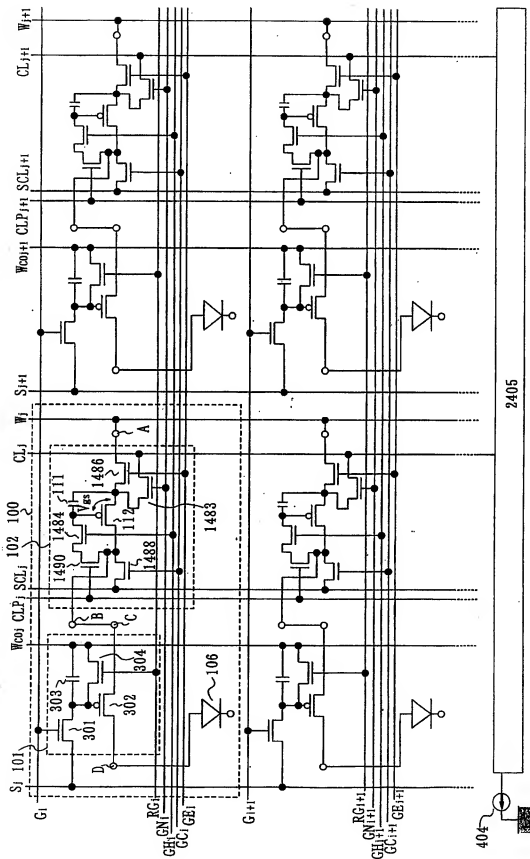 Wj+1
CLj+1
SCLj+1
CLPj+1
WCOj+1
Sj+1
Wj
CLj
100
111
102
1484
1490
SCLj
CLPj
WCOj
101
Sj
A
1486
Vgs
112
1483
1488
B
C
303
304
301
302
D
106
Gi
RGi
GNi
GHi
GCi
GEi
Gi+1
RGi+1
GNi+1
GHi+1
GCi+1
GEi+1
2405
404